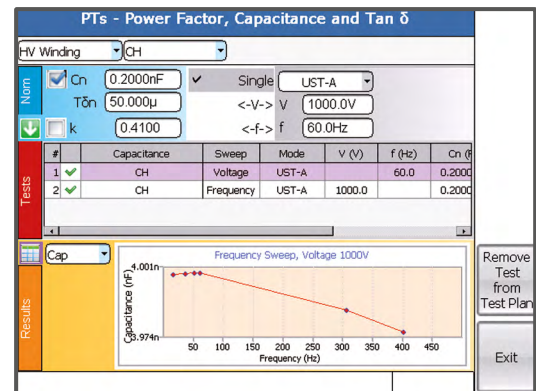 PTs - Power Factor, Capacitance and Tan δ
HV Winding CH
Nom
Cn 0.2000nF Single UST-A
Tδn 50.000µ <-V-> V 1000.0V
k 0.4100 <-f-> f 60.0Hz
Tests
# Capacitance Sweep Mode V (V) f (Hz) Cn (F
1 CH Voltage UST-A 60.0 0.2000
2 CH Frequency UST-A 1000.0 0.2000
Results
Cap
Frequency Sweep, Voltage 1000V
4.001n
Capacitance (nF)
3.974n
50 100 150 200 250 300 350 400 450
Frequency (Hz)
Remove
Test
from
Test Plan
Exit